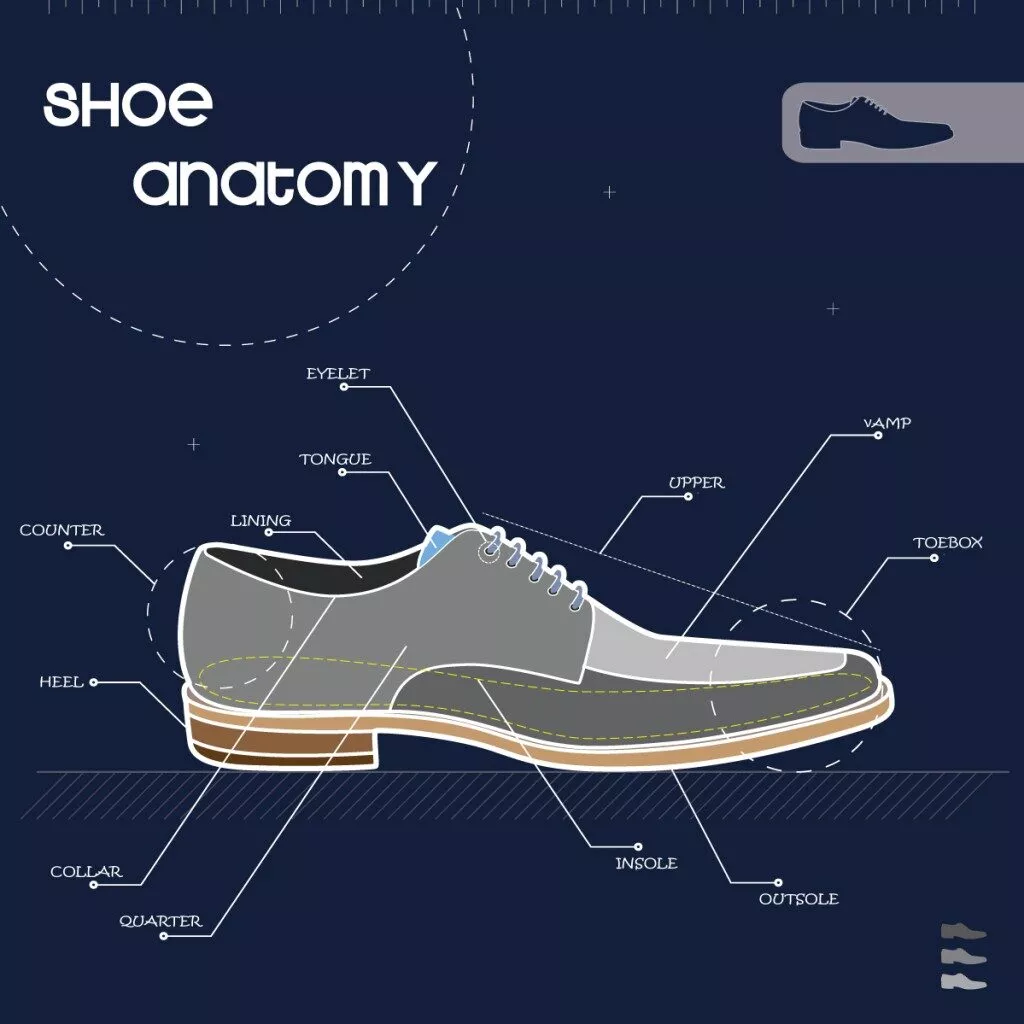 SHOE
anatomY
EYELET
vAMP
TONGUE
UPPER
COUNTER
LINING
TOEBOX
HEEL
COLLAR
INSOLE
OUTSOLE
QUARTER